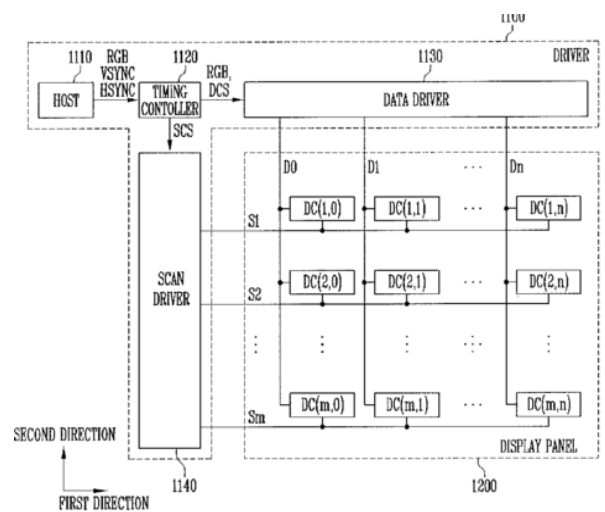 1100
1110
RGB
VSYNC
HSYNC
1120
RGB,
DCS
1130
DRIVER
HOST
TIMING
CONTOLLER
DATA DRIVER
SCS
D0
D1
...
Dn
DC(1,0)
DC(1,1)
...
DC(1,n)
S1
SCAN
DRIVER
DC(2,0)
DC(2,1)
...
DC(2,n)
S2
DC(m,0)
DC(m,1)
...
DC(m,n)
Sm
SECOND DIRECTION
DISPLAY PANEL
FIRST DIRECTION
1140
1200